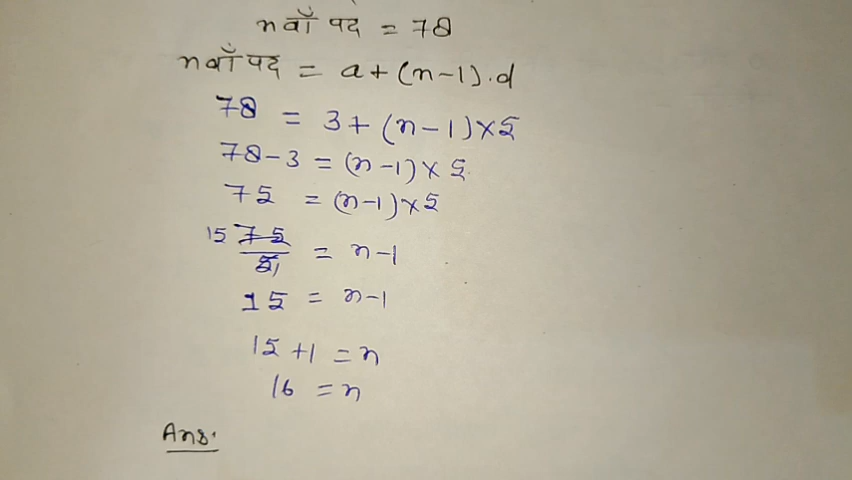 nवाँ पद = 78
nवाँ पद = a+(n-1).d
78 = 3+(n-1)×5
78-3 = (n-1)×5
75 = (n-1)×5
15 75/5 1 = n-1
15 = n-1
15+1 = n
16 = n
Ans.